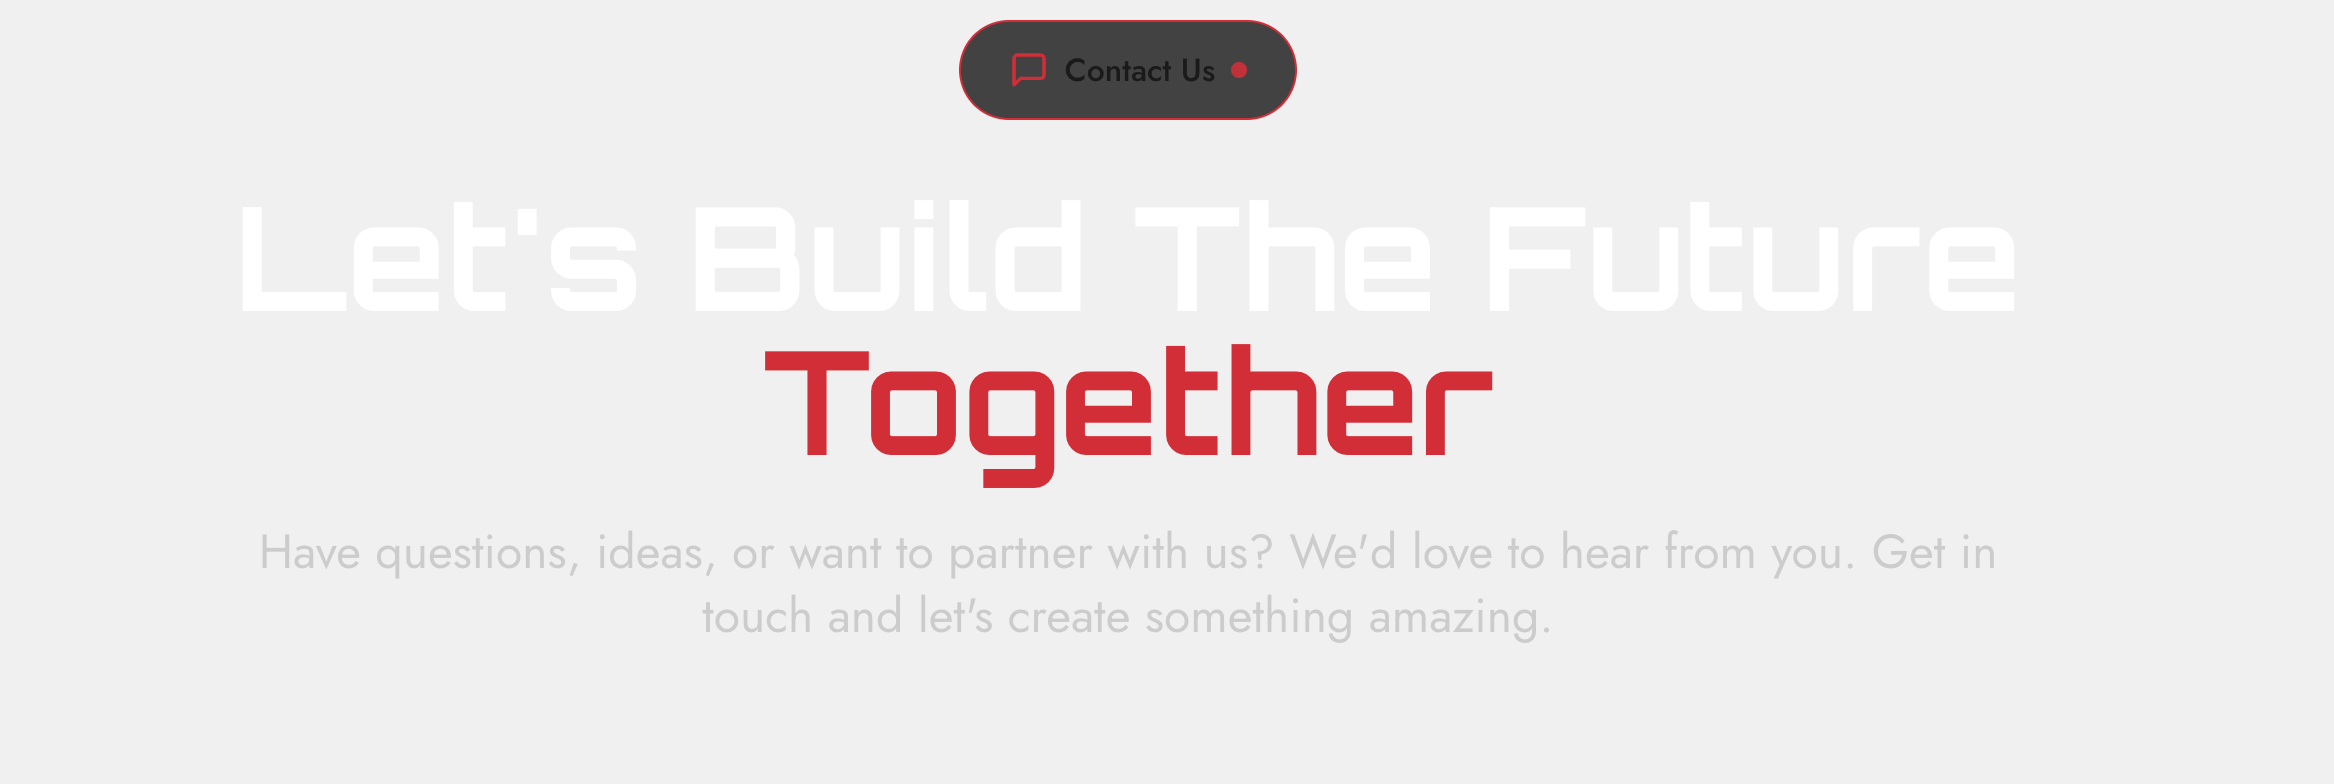 Contact Us
Let's Build The Future
Together
Have questions, ideas, or want to partner with us? We'd love to hear from you. Get in
touch and let's create something amazing.